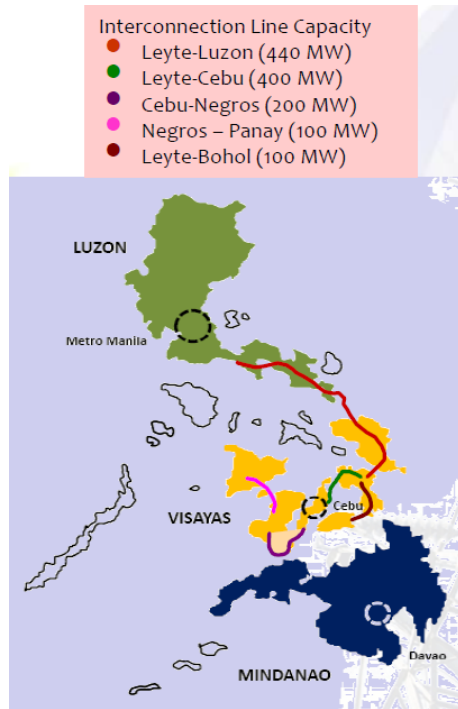 Interconnection Line Capacity
Leyte-Luzon (440 MW)
Leyte-Cebu (400 MW)
Cebu-Negros (200 MW)
Negros – Panay (100 MW)
Leyte-Bohol (100 MW)
LUZON
Metro Manila
Cebu
VISAYAS
Davao
MINDANAO